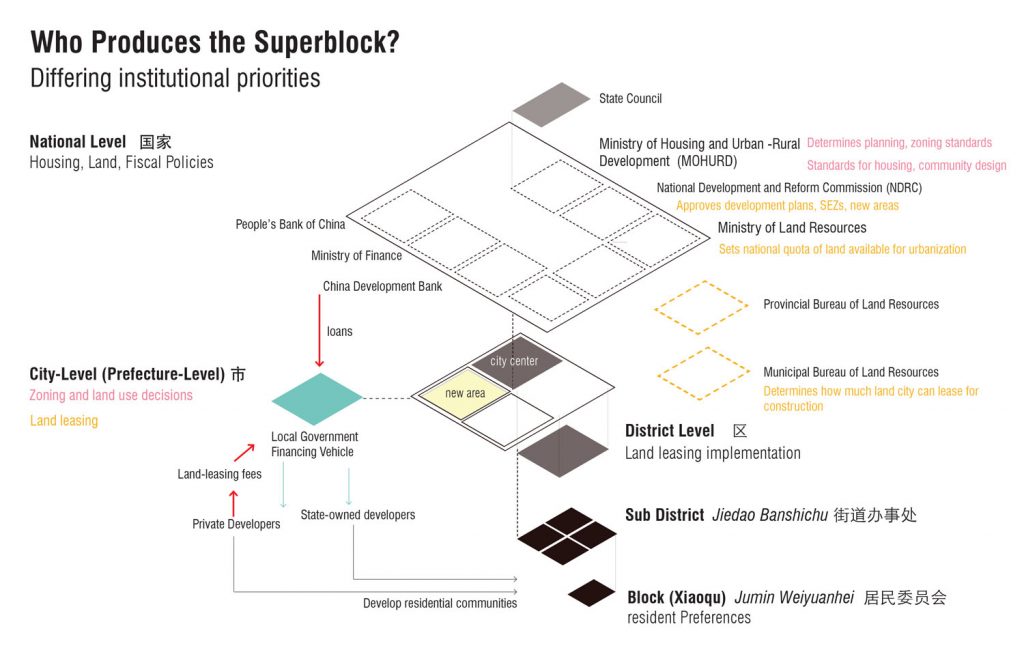 Who Produces the Superblock?
Differing institutional priorities
State Council
National Level 国家
Housing, Land, Fiscal Policies
Ministry of Housing and Urban -Rural
Development (MOHURD)
Determines planning, zoning standards
Standards for housing, community design
National Development and Reform Commission (NDRC)
Approves development plans, SEZs, new areas
People's Bank of China
Ministry of Land Resources
Sets national quota of land available for urbanization
Ministry of Finance
China Development Bank
Provincial Bureau of Land Resources
loans
city center
City-Level (Prefecture-Level) 市
Zoning and land use decisions
Land leasing
new area
Municipal Bureau of Land Resources
Determines how much land city can lease for
construction
Local Government
Financing Vehicle
District Level 区
Land leasing implementation
Land-leasing fees
Private Developers
State-owned developers
Sub District Jiedao Banshichu 街道办事处
Develop residential communities
Block (Xiaoqu) Jumin Weiyuanhei 居民委员会
resident Preferences